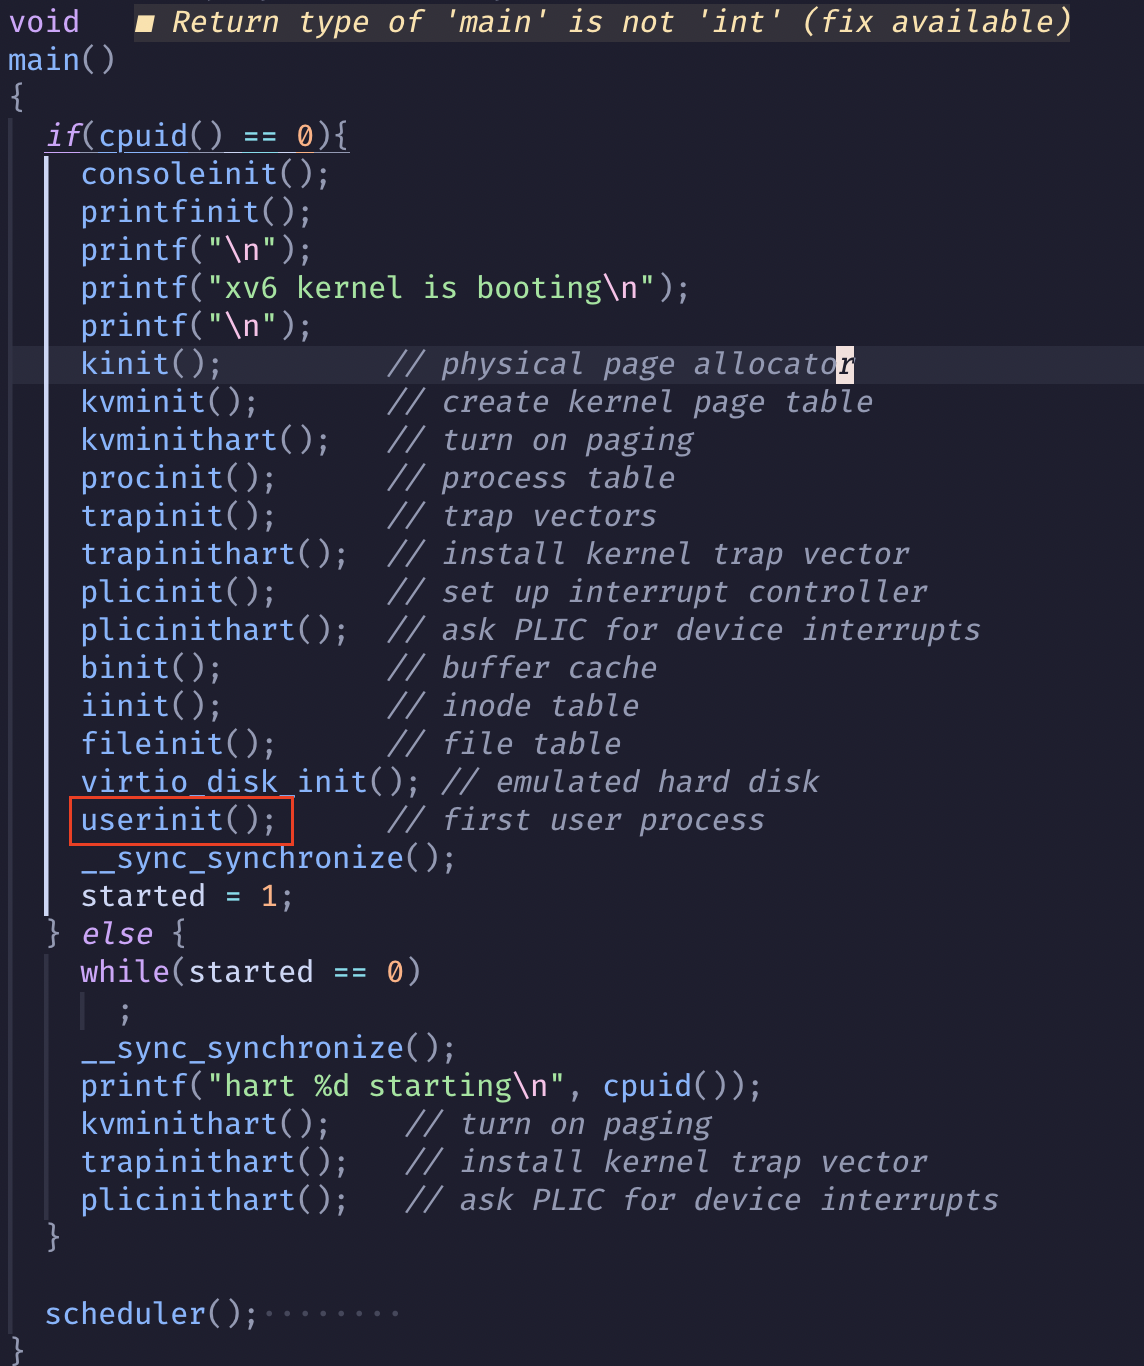 void   ■ Return type of 'main' is not 'int' (fix available)
main()
{
  if(cpuid() == 0){
    consoleinit();
    printfinit();
    printf("\n");
    printf("xv6 kernel is booting\n");
    printf("\n");
    kinit();         // physical page allocator
    kvminit();       // create kernel page table
    kvminithart();   // turn on paging
    procinit();      // process table
    trapinit();      // trap vectors
    trapinithart();  // install kernel trap vector
    plicinit();      // set up interrupt controller
    plicinithart();  // ask PLIC for device interrupts
    binit();         // buffer cache
    iinit();         // inode table
    fileinit();      // file table
    virtio_disk_init(); // emulated hard disk
    userinit();      // first user process
    __sync_synchronize();
    started = 1;
  } else {
    while(started == 0)
      ;
    __sync_synchronize();
    printf("hart %d starting\n", cpuid());
    kvminithart();    // turn on paging
    trapinithart();   // install kernel trap vector
    plicinithart();   // ask PLIC for device interrupts
  }
  scheduler();········
}